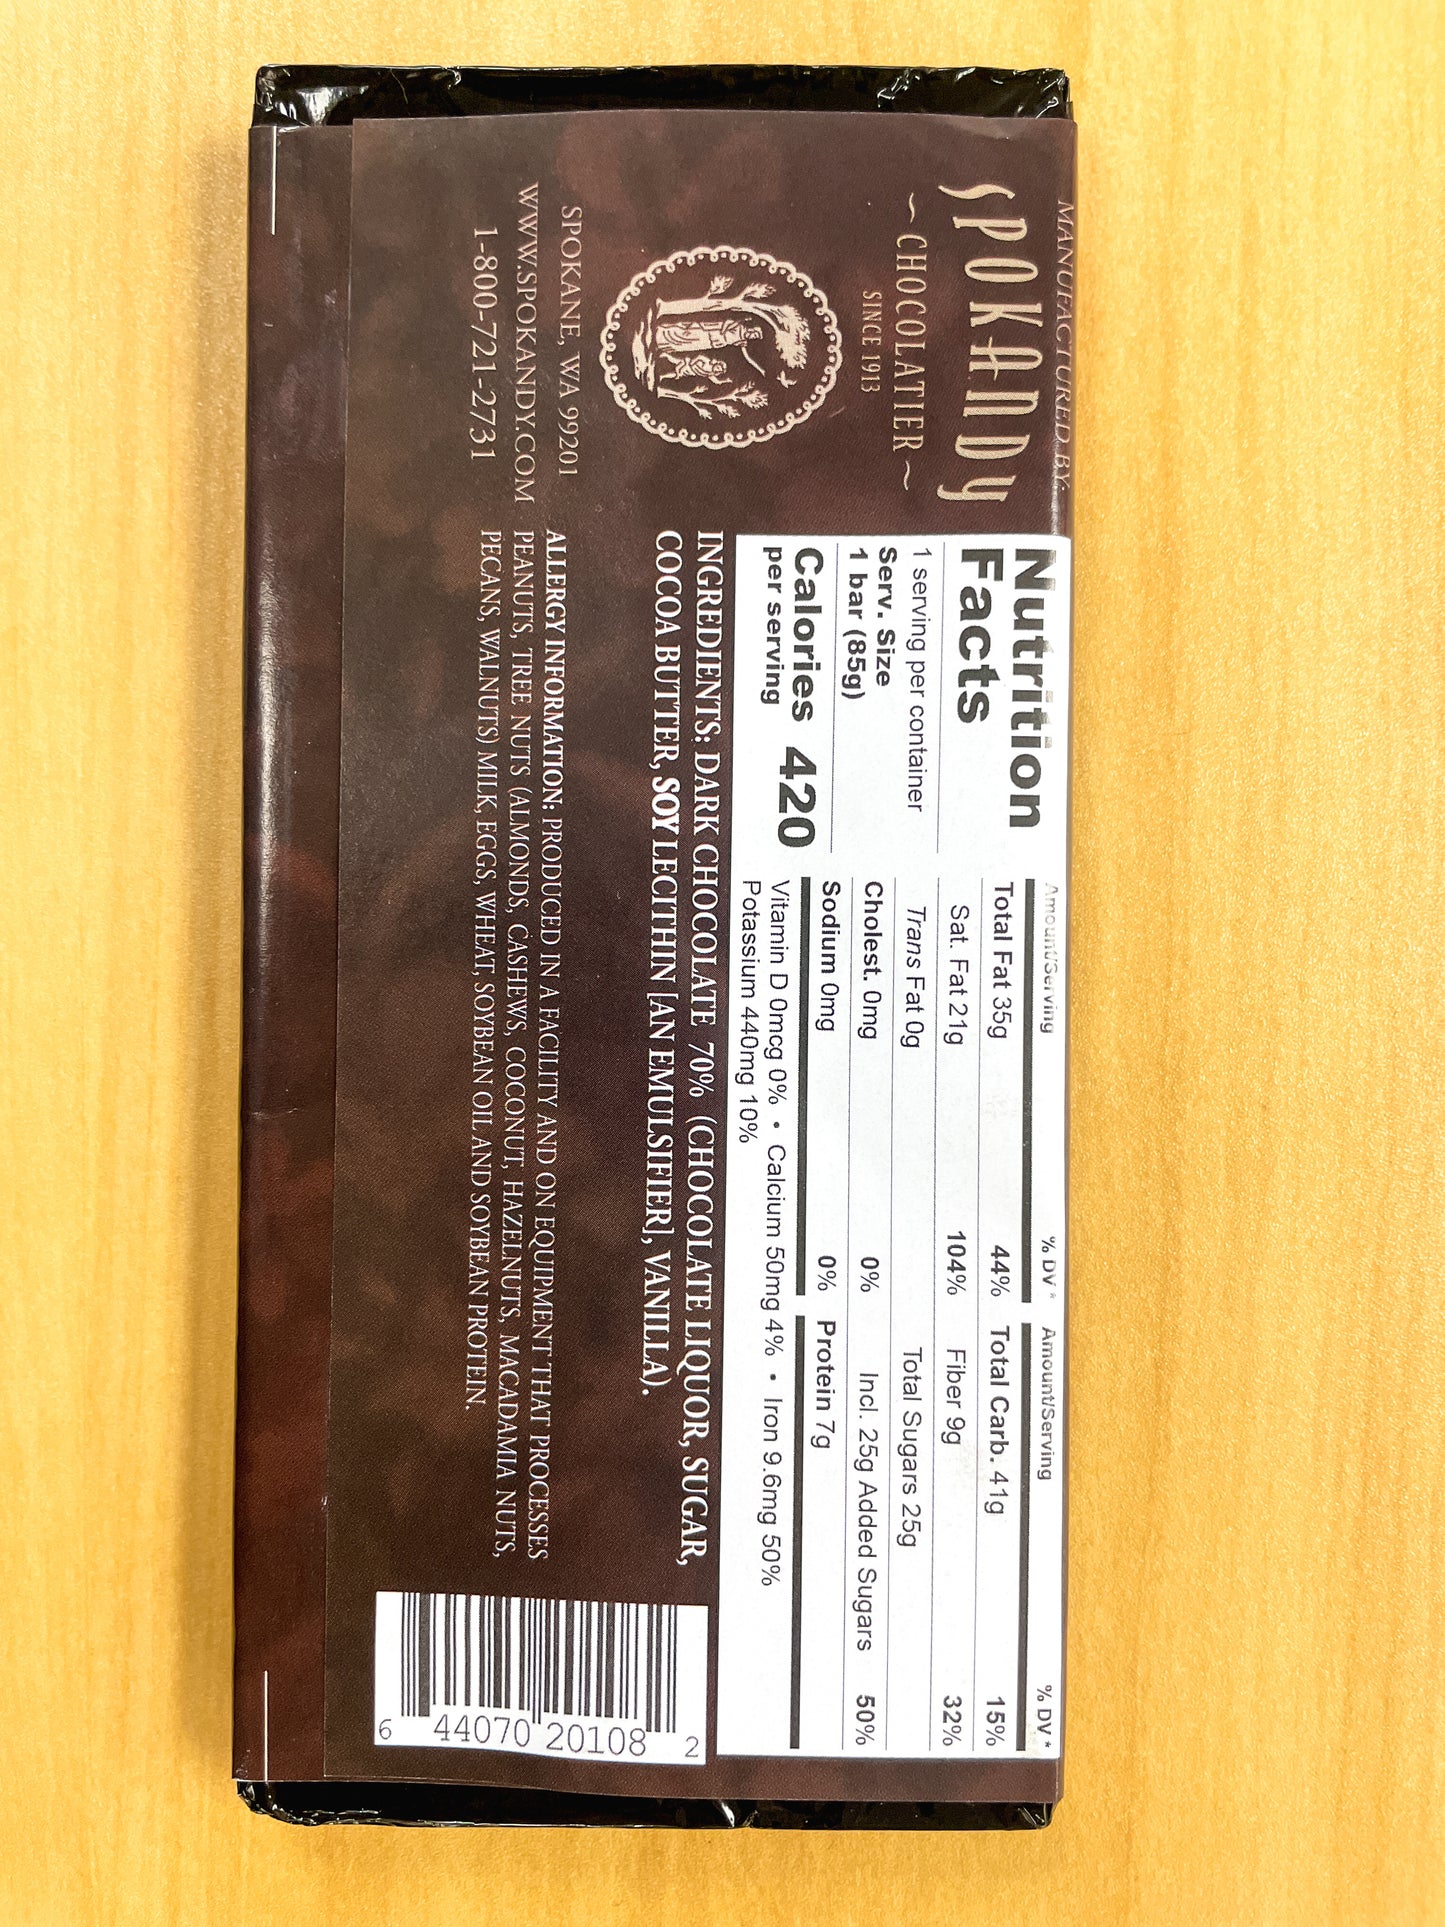 MANUFACTURED BY:
SPOKANDY
~CHOCOLATIER~
SINCE 1913
SPOKANE, WA 99201
WWW.SPOKANDY.COM
1-800-721-2731
Nutrition
Facts
1 serving per container
Serv. Size
1 bar (85g)
Calories 420
per serving
Amount/Serving % DV *
Total Fat 35g 44%
Sat. Fat 21g 104%
Trans Fat 0g
Cholest. 0mg 0%
Sodium 0mg 0%
Amount/Serving % DV *
Total Carb. 41g 15%
Fiber 9g 32%
Total Sugars 25g
Incl. 25g Added Sugars 50%
Protein 7g
Vitamin D 0mcg 0% • Calcium 50mg 4% • Iron 9.6mg 50%
Potassium 440mg 10%
INGREDIENTS: DARK CHOCOLATE 70% (CHOCOLATE LIQUOR, SUGAR,
COCOA BUTTER, SOY LECITHIN [AN EMULSIFIER], VANILLA).
ALLERGY INFORMATION: PRODUCED IN A FACILITY AND ON EQUIPMENT THAT PROCESSES
PEANUTS, TREE NUTS (ALMONDS, CASHEWS, COCONUT, HAZELNUTS, MACADAMIA NUTS,
PECANS, WALNUTS) MILK, EGGS, WHEAT, SOYBEAN OIL AND SOYBEAN PROTEIN.
6 44070 20108 2